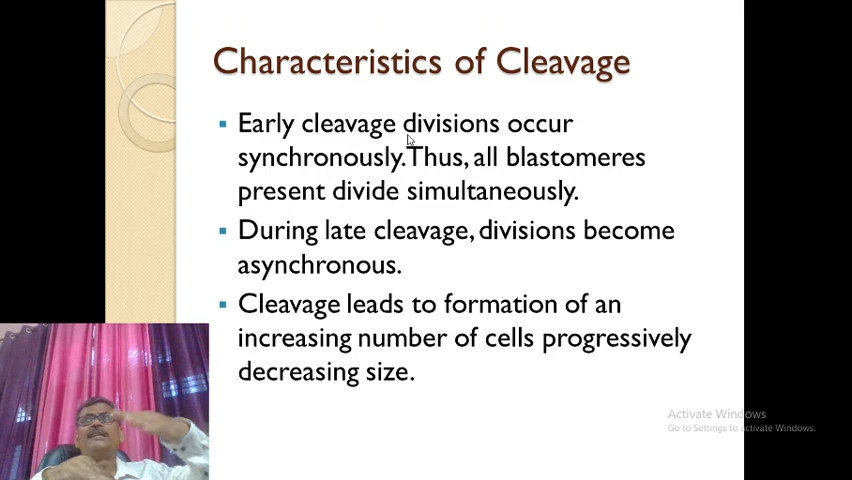 Characteristics of Cleavage
▪ Early cleavage divisions occur
synchronously. Thus, all blastomeres
present divide simultaneously.
▪ During late cleavage, divisions become
asynchronous.
▪ Cleavage leads to formation of an
increasing number of cells progressively
decreasing size.
Activate Windows
Go to Settings to activate Windows.